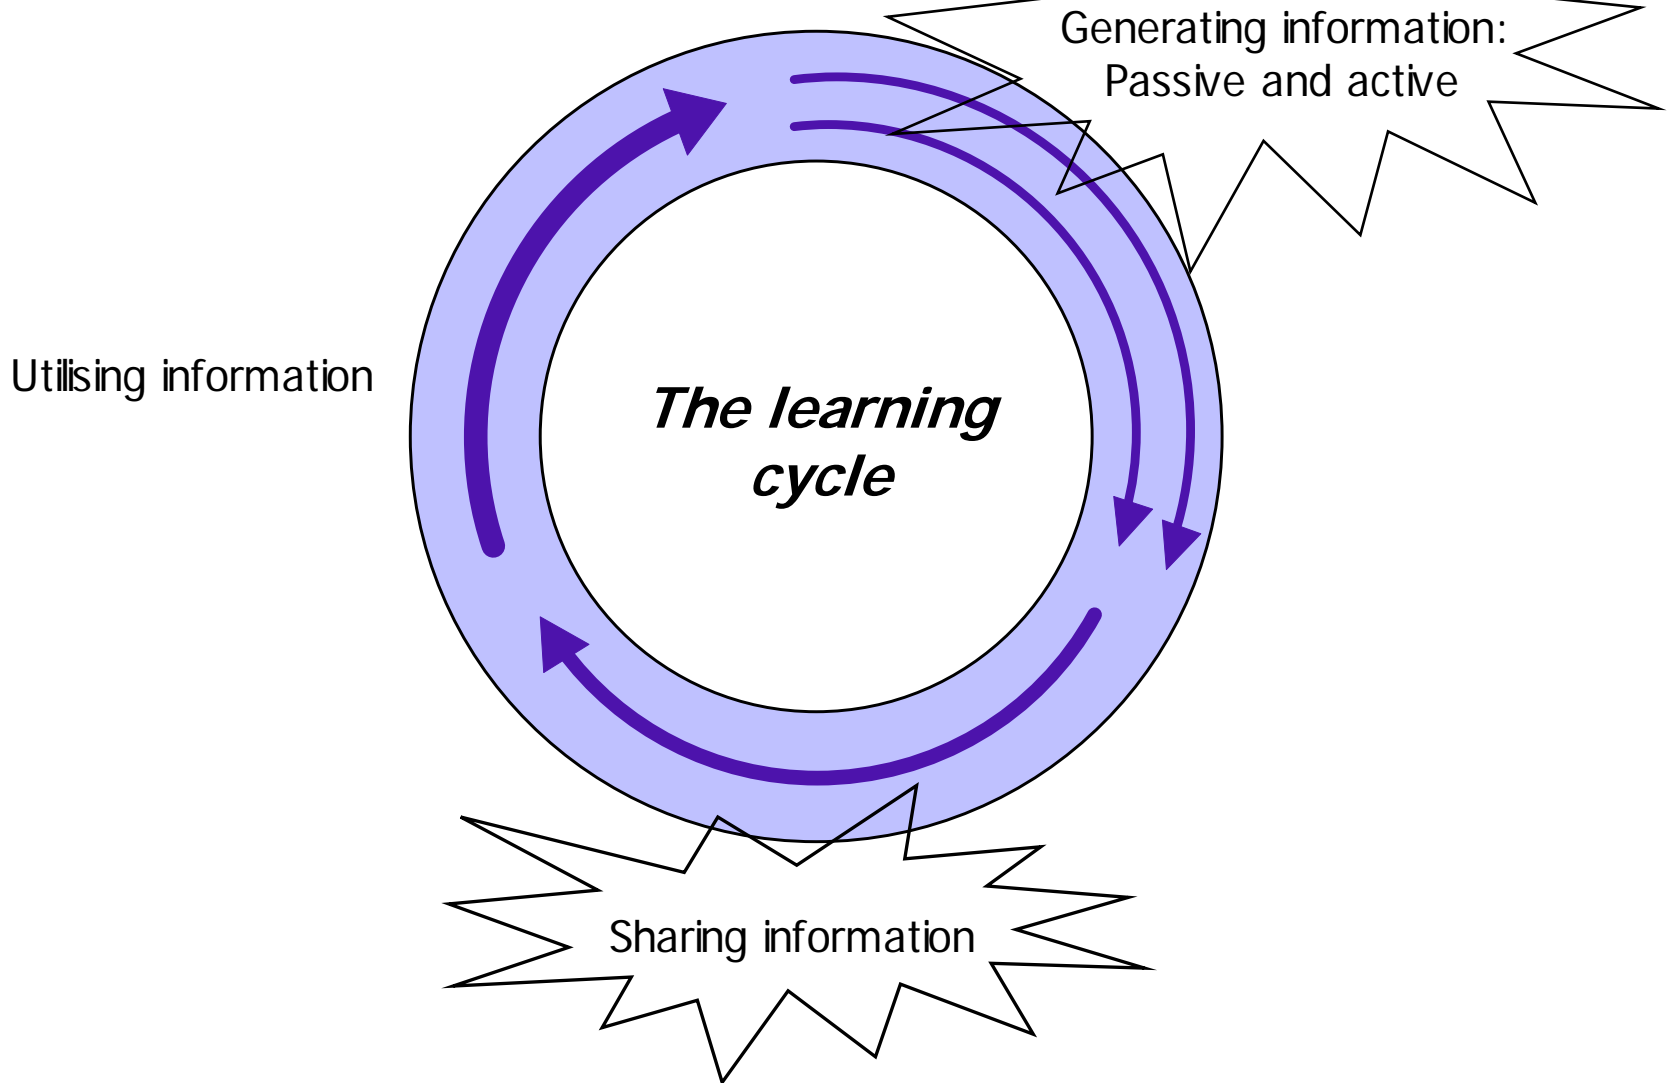 Generating information:
Passive and active
Utilising information
The learning
cycle
Sharing information